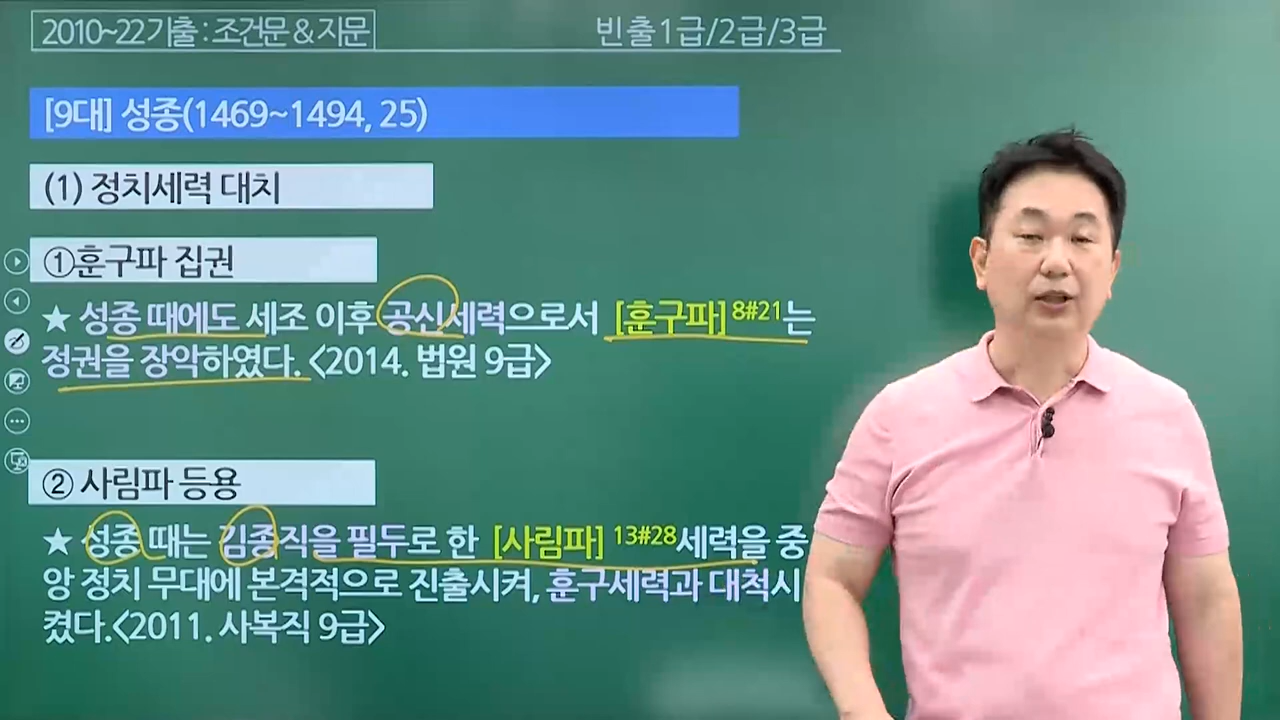 2010~22기출 : 조건문 & 지문
빈출1급/2급/3급
[9대] 성종(1469~1494, 25)
(1) 정치세력 대치
①훈구파 집권
★ 성종 때에도 세조 이후 공신세력으로서 [훈구파] 8#21는
정권을 장악하였다. <2014. 법원 9급>
② 사림파 등용
★ 성종 때는 김종직을 필두로 한 [사림파] 13#28세력을 중
앙 정치 무대에 본격적으로 진출시켜, 훈구세력과 대척시
켰다.<2011. 사복직 9급>